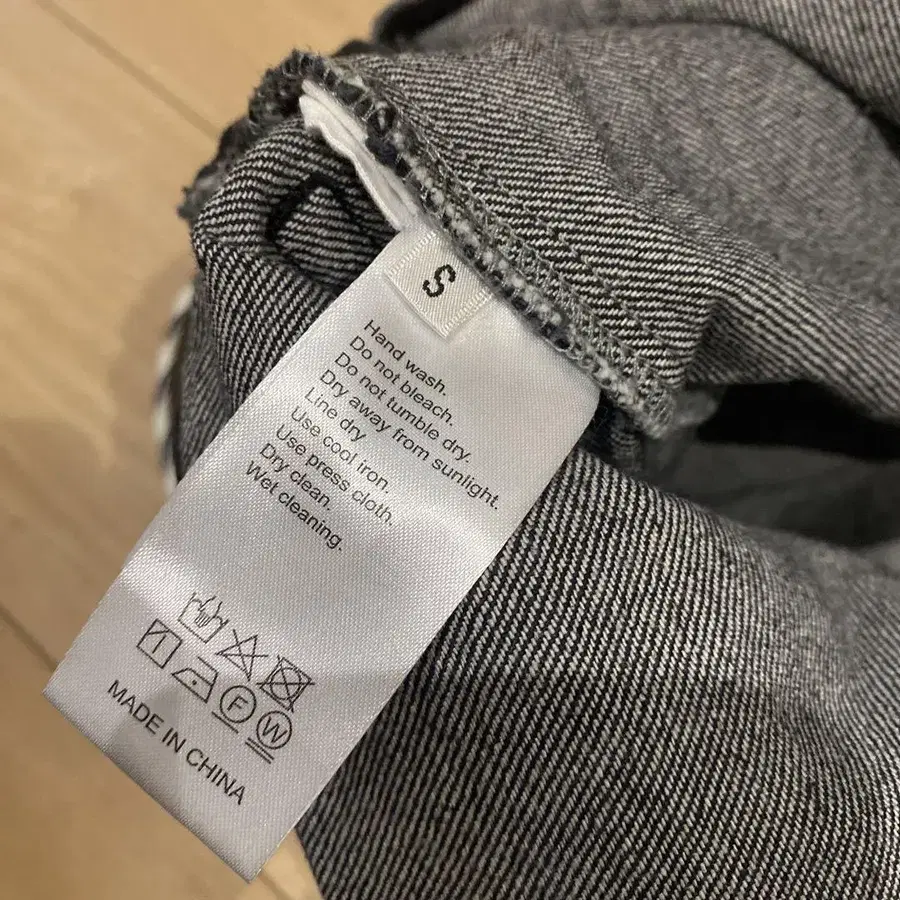 S
Hand wash.
Do not bleach.
Do not tumble dry.
Dry away from sunlight.
Line dry
Use cool iron.
Use press cloth.
Dry clean.
Wet cleaning.
F
W
MADE IN CHINA